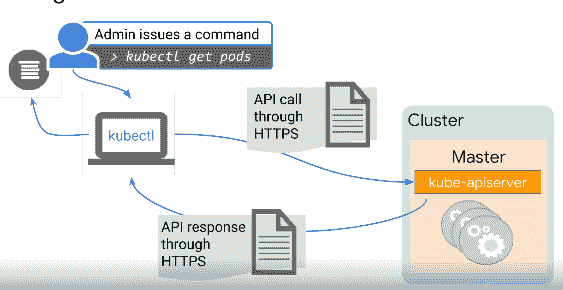 Admin issues a command
> kubectl get pods
kubectl
API call
through
HTTPS
Cluster
Master
kube-apiserver
API response
through
HTTPS